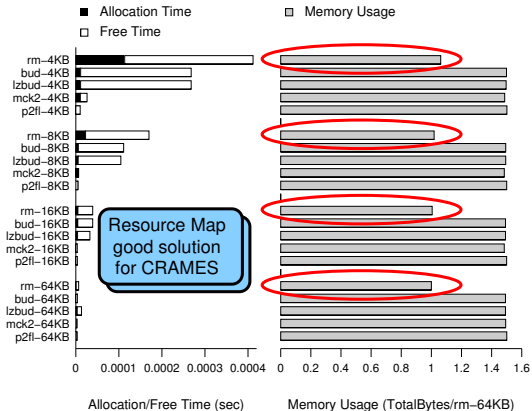 Allocation Time
Free Time
Memory Usage
rm−4KB
bud−4KB
lzbud−4KB
mck2−4KB
p2fl−4KB
rm−8KB
bud−8KB
lzbud−8KB
mck2−8KB
p2fl−8KB
rm−16KB
bud−16KB
lzbud−16KB
mck2−16KB
p2fl−16KB
rm−64KB
bud−64KB
lzbud−64KB
mck2−64KB
p2fl−64KB
Resource Map
good solution
for CRAMES
0 0.0001 0.0002 0.0003 0.0004
0 0.2 0.4 0.6 0.8 1 1.2 1.4 1.6
Allocation/Free Time (sec)
Memory Usage (TotalBytes/rm−64KB)